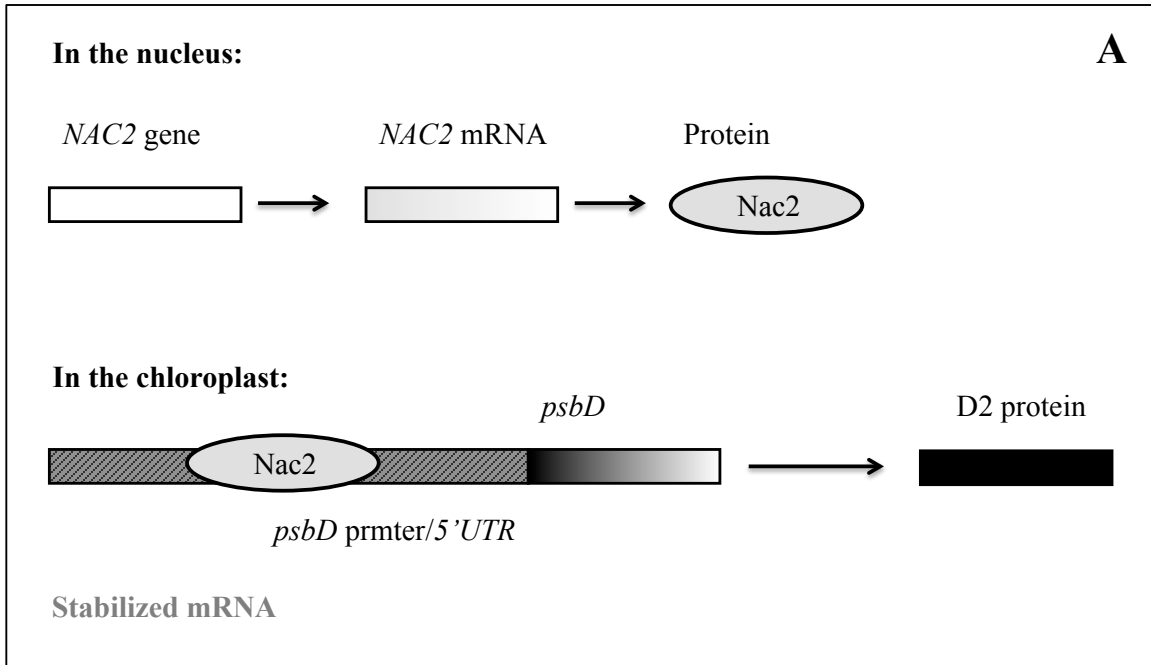 In the nucleus:
A
NAC2 gene
NAC2 mRNA
Protein
Nac2
In the chloroplast:
psbD
D2 protein
Nac2
psbD prmter/5’UTR
Stabilized mRNA